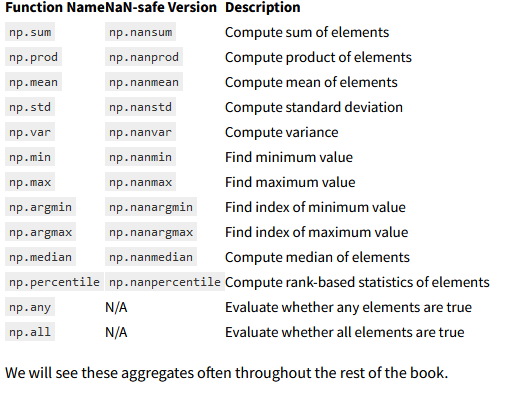 Function Name NaN-safe Version Description
np.sum np.nansum Compute sum of elements
np.prod np.nanprod Compute product of elements
np.mean np.nanmean Compute mean of elements
np.std np.nanstd Compute standard deviation
np.var np.nanvar Compute variance
np.min np.nanmin Find minimum value
np.max np.nanmax Find maximum value
np.argmin np.nanargmin Find index of minimum value
np.argmax np.nanargmax Find index of maximum value
np.median np.nanmedian Compute median of elements
np.percentile np.nanpercentile Compute rank-based statistics of elements
np.any N/A Evaluate whether any elements are true
np.all N/A Evaluate whether all elements are true
We will see these aggregates often throughout the rest of the book.